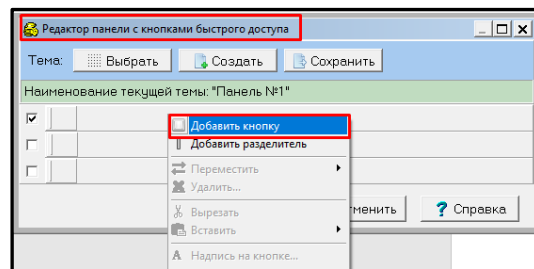 Редактор панели с кнопками быстрого доступа
Тема: Выбрать Создать Сохранить
Наименование текущей темы: "Панель №1"
Добавить кнопку
Добавить разделитель
Переместить
Удалить...
Вырезать
Вставить
Надпись на кнопке...
менить ? Справка